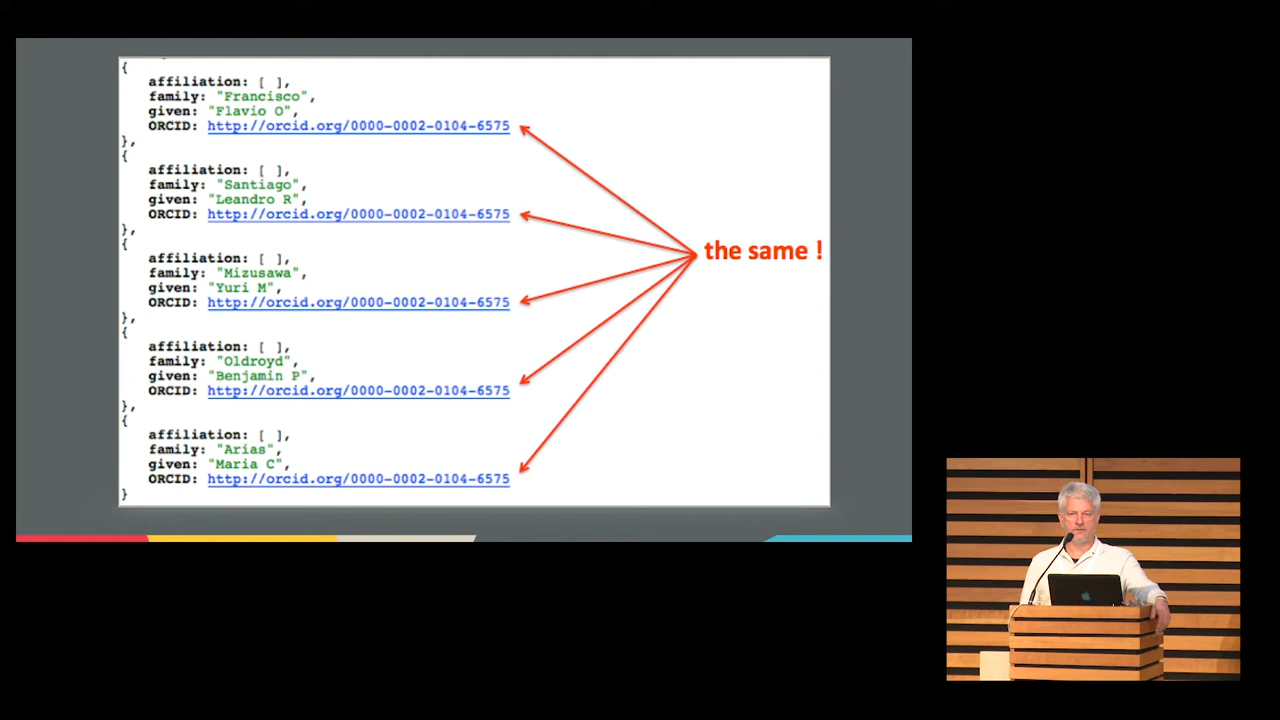 {
affiliation: [ ],
family: "Francisco",
given: "Flavio O",
ORCID: http://orcid.org/0000-0002-0104-6575
},
{
affiliation: [ ],
family: "Santiago",
given: "Leandro R",
ORCID: http://orcid.org/0000-0002-0104-6575
},
{
affiliation: [ ],
family: "Mizusawa",
given: "Yuri M",
ORCID: http://orcid.org/0000-0002-0104-6575
},
{
affiliation: [ ],
family: "Oldroyd",
given: "Benjamin P",
ORCID: http://orcid.org/0000-0002-0104-6575
},
{
affiliation: [ ],
family: "Arias",
given: "Maria C",
ORCID: http://orcid.org/0000-0002-0104-6575
}
the same !